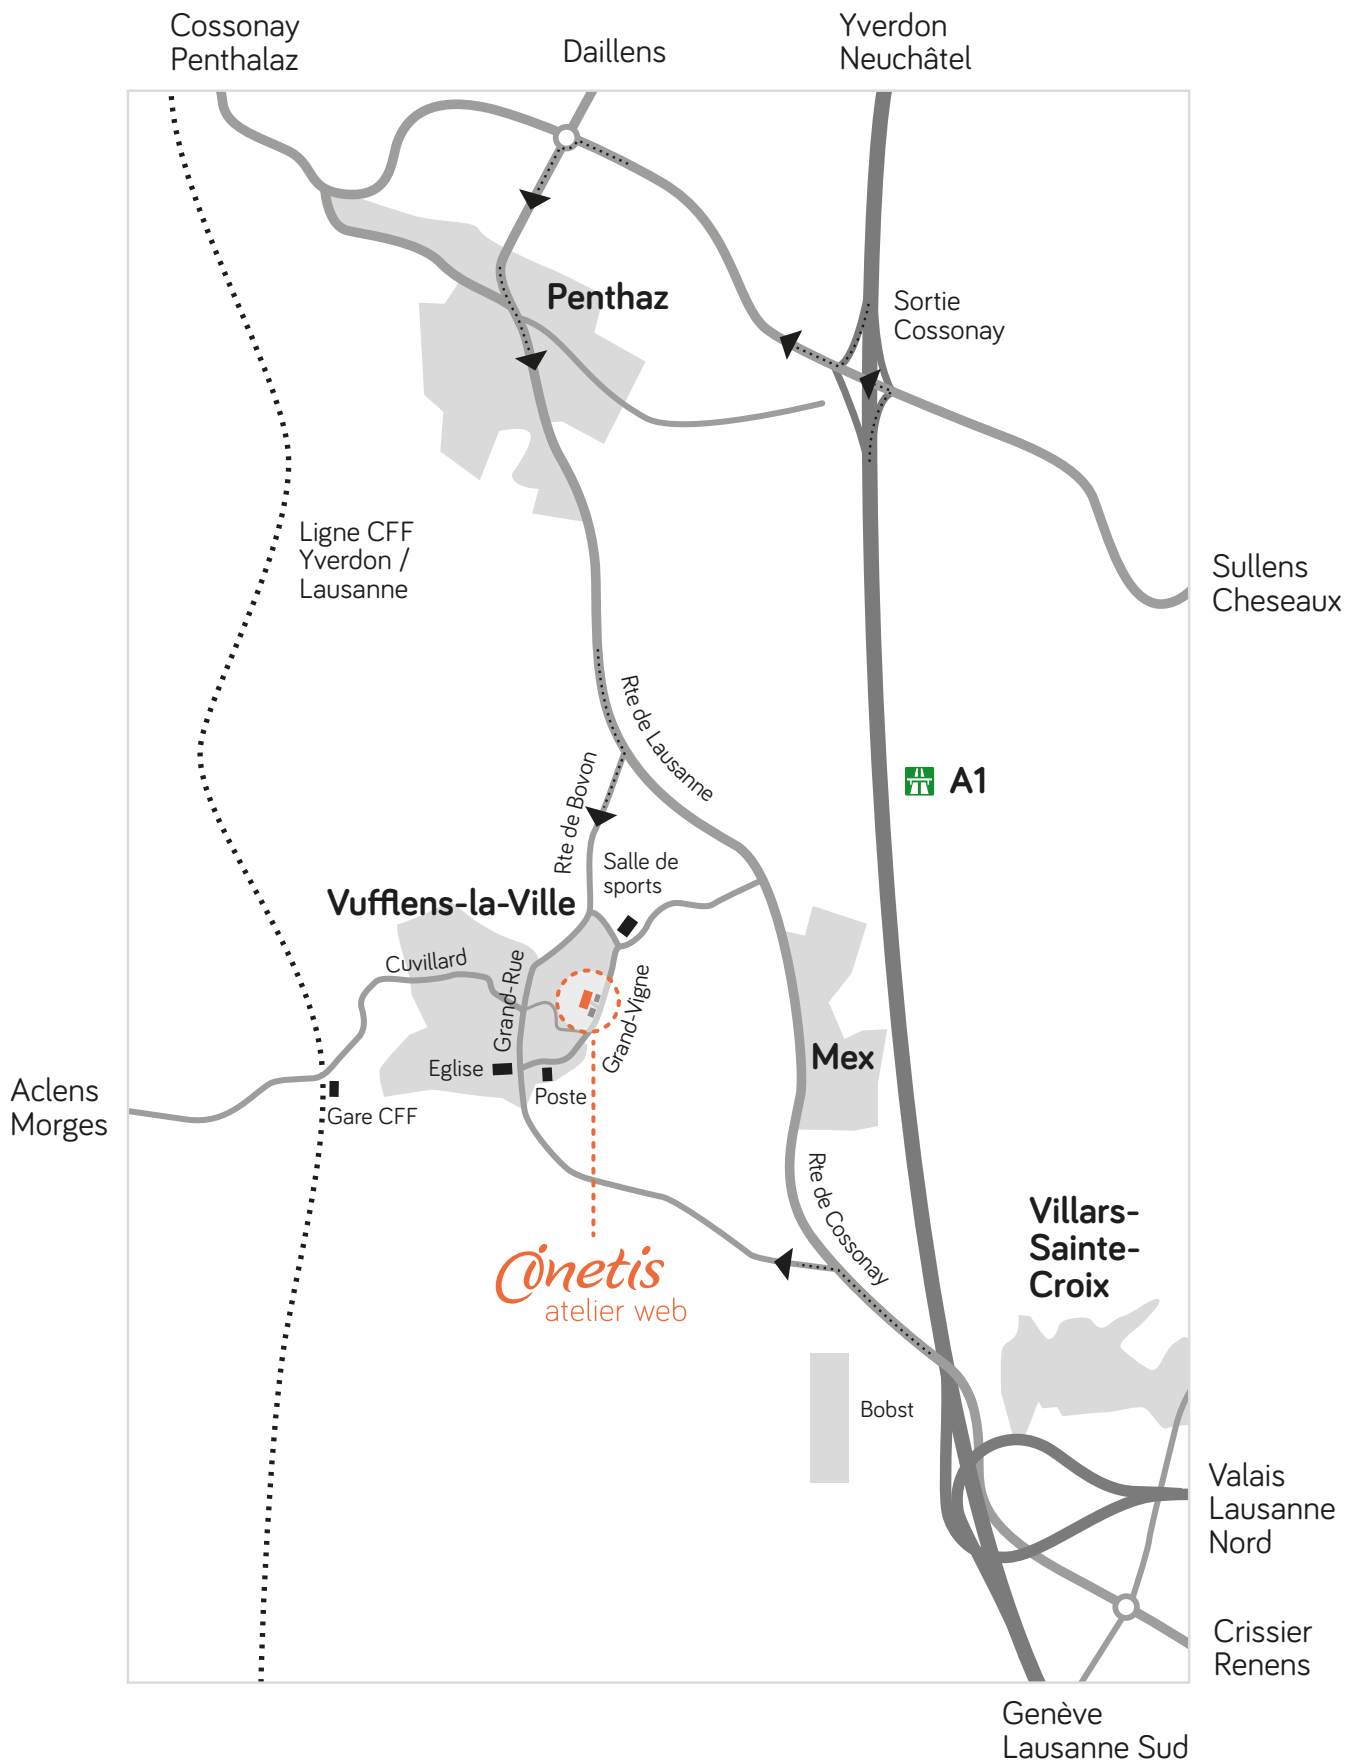 Cossonay
Penthalaz
Daillens
Yverdon
Neuchâtel
Penthaz
Sortie
Cossonay
Ligne CFF
Yverdon /
Lausanne
Sullens
Cheseaux
Rte de Lausanne
Rte de Bovon
A1
Salle de
sports
Vufflens-la-Ville
Cuvillard
Grand-Rue
Grand-Vigne
Mex
Eglise
Poste
Aclens
Morges
Gare CFF
Rte de Cossonay
Villars-
Sainte-
Croix
inetis
atelier web
Bobst
Valais
Lausanne
Nord
Crissier
Renens
Genève
Lausanne Sud